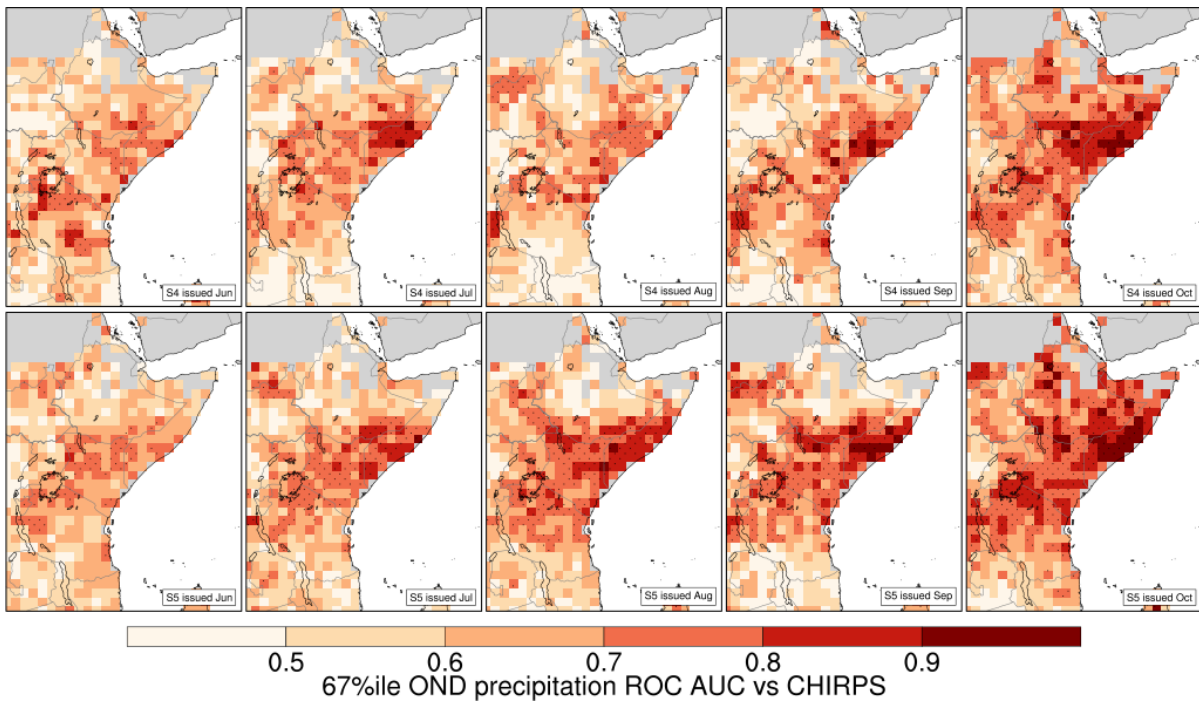 S4 issued Jun
S4 issued Jul
S4 issued Aug
S4 issued Sep
S4 issued Oct
S5 issued Jun
S5 issued Jul
S5 issued Aug
S5 issued Sep
S5 issued Oct
0.5 0.6 0.7 0.8 0.9
67%ile OND precipitation ROC AUC vs CHIRPS